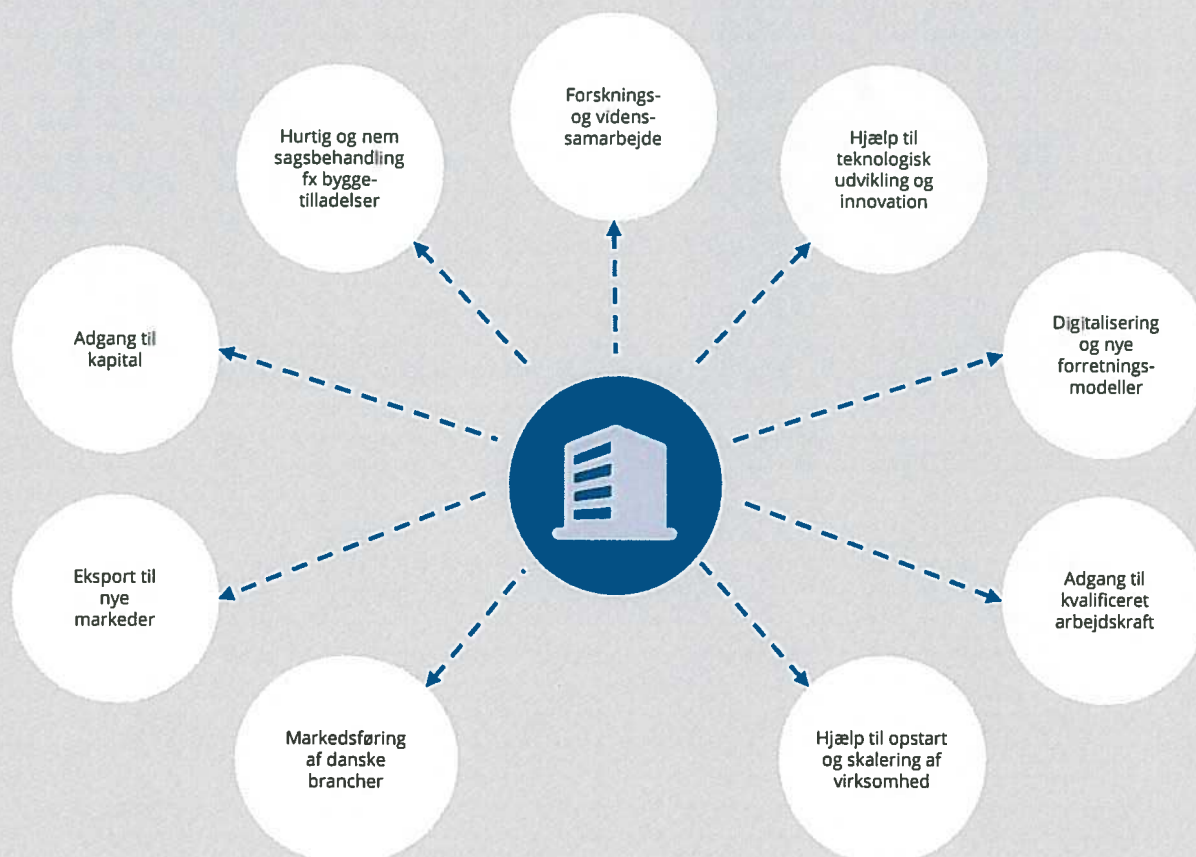 Forsknings-
og videns-
samarbejde
Hurtig og nem
sagsbehandling
fx bygge-
tilladelser
Hjælp til
teknologisk
udvikling og
innovation
Adgang til
kapital
Digitalisering
og nye
forretnings-
modeller
Eksport til
nye
markeder
Adgang til
kvalificeret
arbejdskraft
Markedsføring
af danske
brancher
Hjælp til opstart
og skalering af
virksomhed